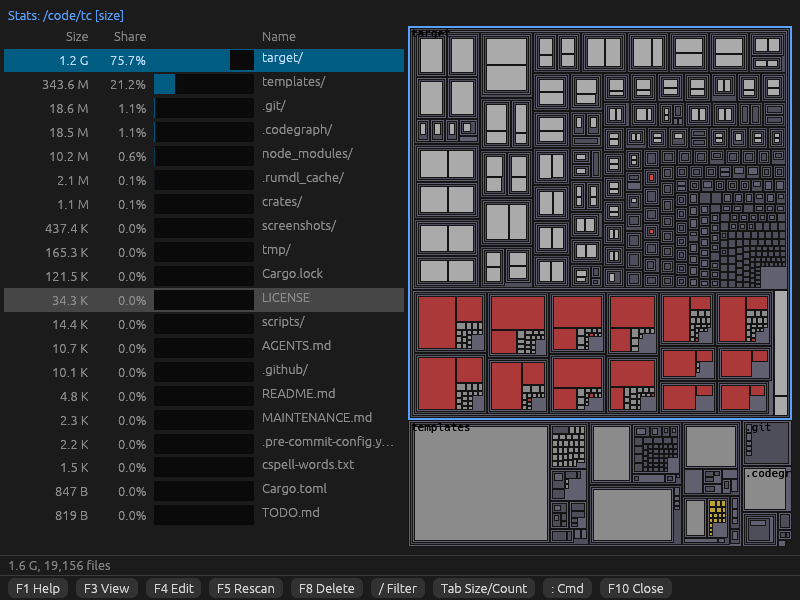 Stats: /code/tc [size]
Size Share Name
1.2 G 75.7% target/
343.6 M 21.2% templates/
18.6 M 1.1% .git/
18.5 M 1.1% .codegraph/
10.2 M 0.6% node_modules/
2.1 M 0.1% .rumdl_cache/
1.1 M 0.1% crates/
437.4 K 0.0% screenshots/
165.3 K 0.0% tmp/
121.5 K 0.0% Cargo.lock
34.3 K 0.0% LICENSE
14.4 K 0.0% scripts/
10.7 K 0.0% AGENTS.md
10.1 K 0.0% .github/
4.8 K 0.0% README.md
2.3 K 0.0% MAINTENANCE.md
2.2 K 0.0% .pre-commit-config.y...
1.5 K 0.0% cspell-words.txt
847 B 0.0% Cargo.toml
819 B 0.0% TODO.md
target
templates
.git
.codegr
1.6 G, 19,156 files
F1 Help F3 View F4 Edit F5 Rescan F8 Delete / Filter Tab Size/Count : Cmd F10 Close